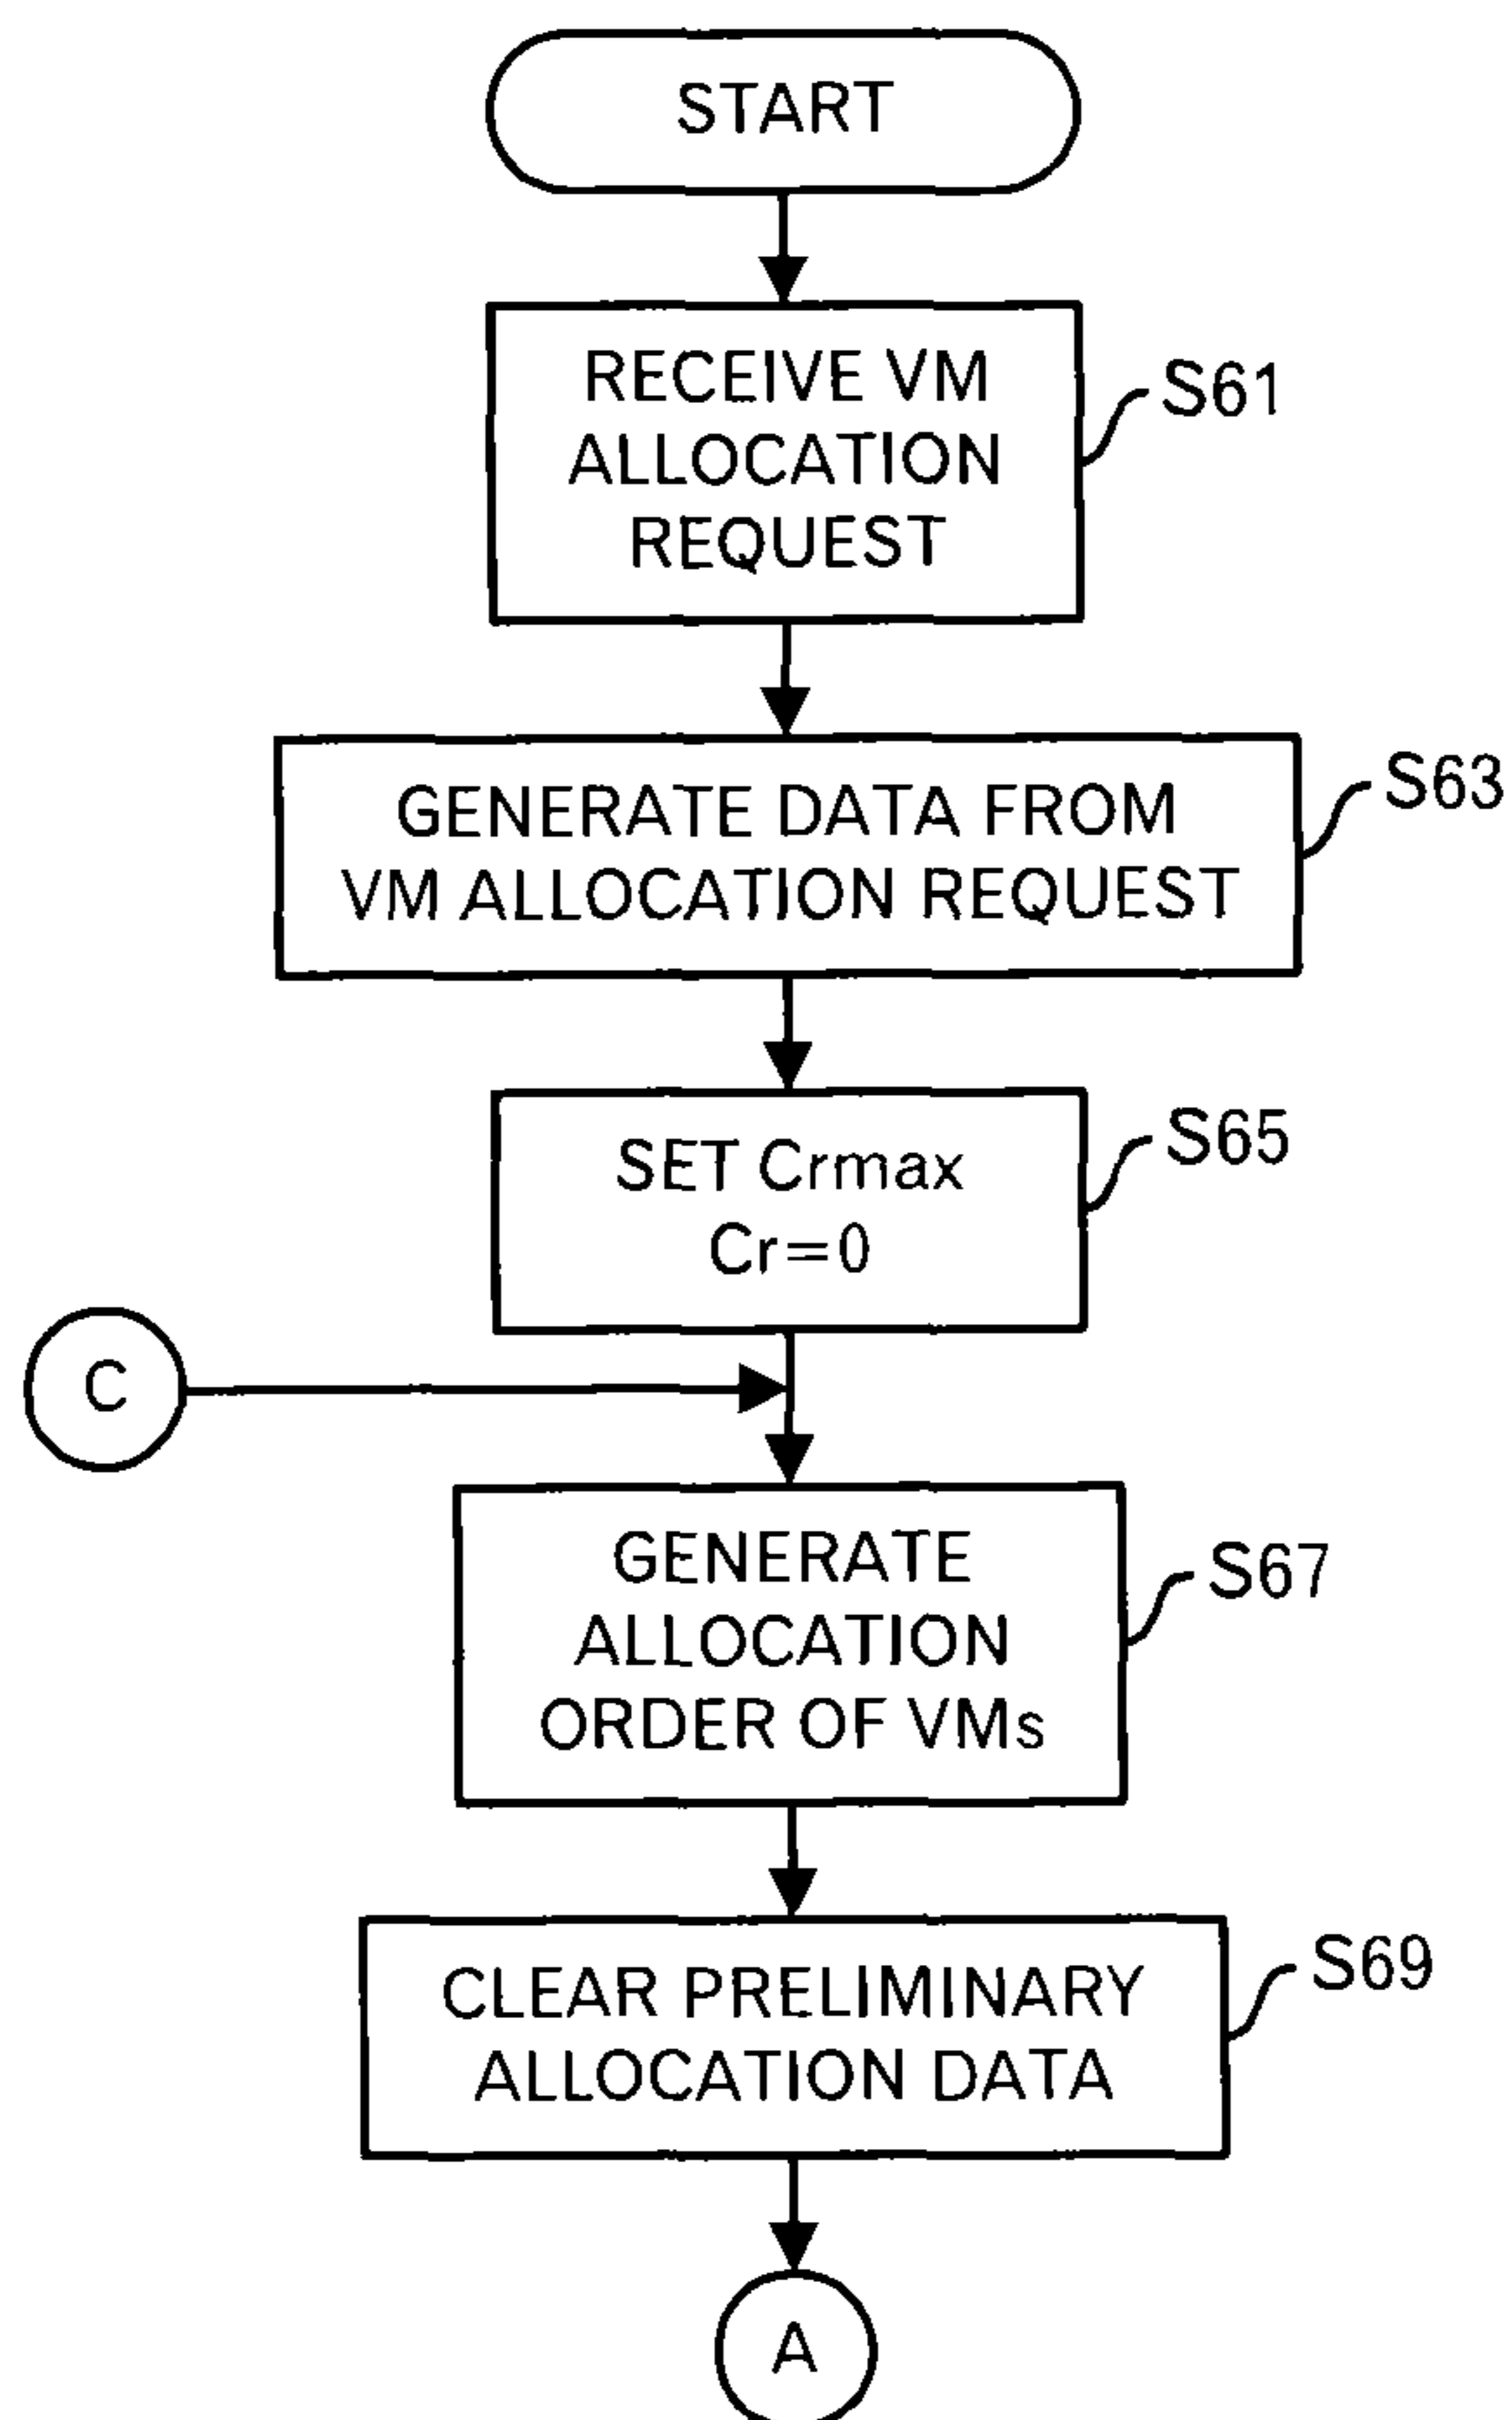 START
RECEIVE VM
ALLOCATION
REQUEST
S61
GENERATE DATA FROM
VM ALLOCATION REQUEST
S63
SET Crmax
Cr=0
S65
C
GENERATE
ALLOCATION
ORDER OF VMs
S67
CLEAR PRELIMINARY
ALLOCATION DATA
S69
A